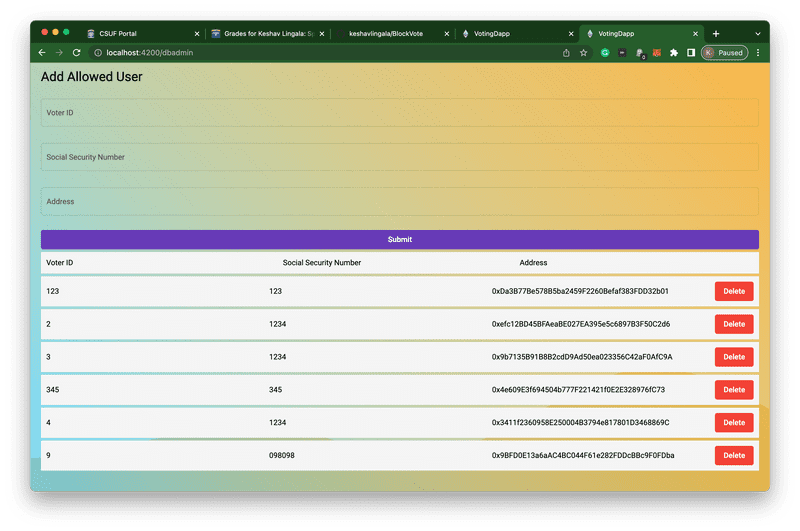 CSUF Portal
Grades for Keshav Lingala: Sp
keshavlingala/BlockVote
VotingDapp
VotingDapp
localhost:4200/dbadmin
K Paused
Add Allowed User
Voter ID
Social Security Number
Address
Submit
Voter ID Social Security Number Address
123 123 0xDa3B77Be578B5ba2459F2260Befaf383FDD32b01 Delete
2 1234 0xefc12BD45BFAeaBE027EA395e5c6897B3F50C2d6 Delete
3 1234 0x9b7135B91B8B2cdD9Ad50ea023356C42aF0AfC9A Delete
345 345 0x4e609E3f694504b777F221421f0E2E328976fC73 Delete
4 1234 0x3411f2360958E250004B3794e817801D3468869C Delete
9 098098 0x9BFD0E13a6aAC4BC044F61e282FDDcBBc9F0FDba Delete